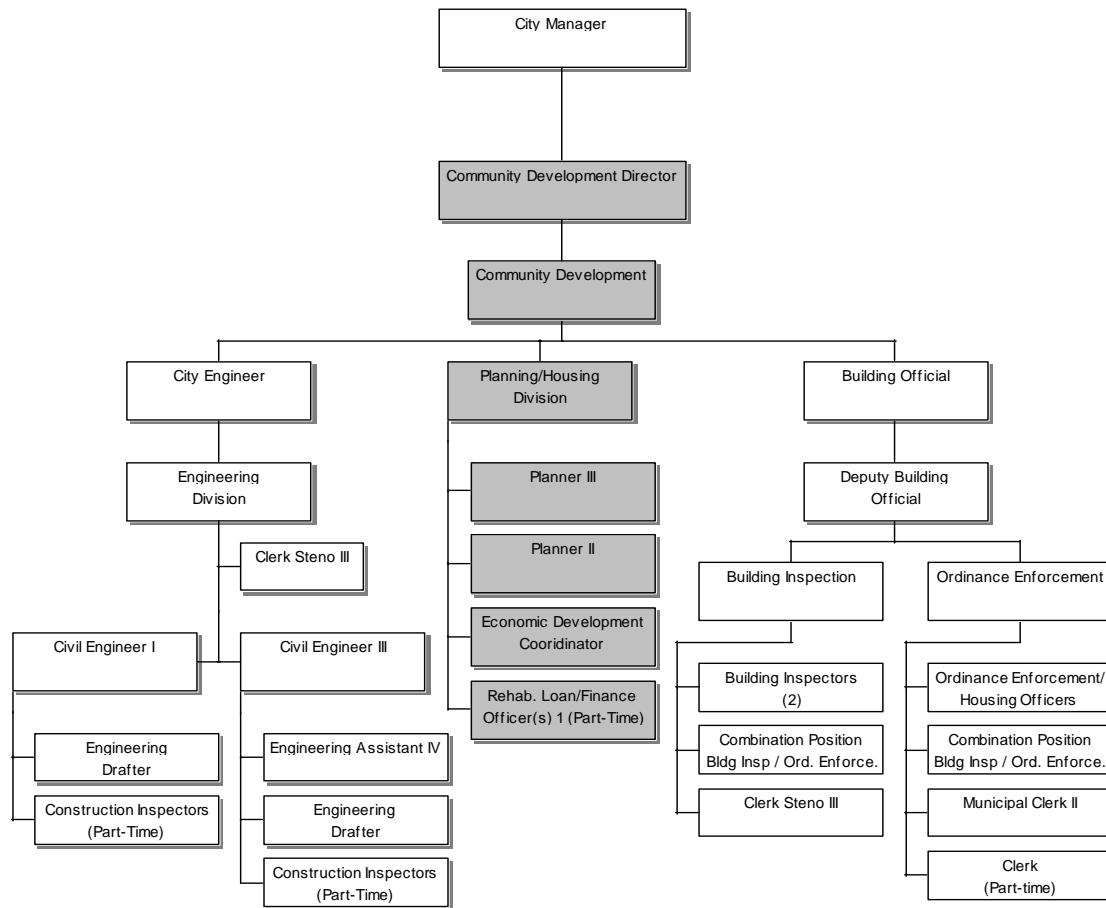 City Manager
Community Development Director
Community Development
City Engineer
Planning/Housing
Division
Building Official
Engineering
Division
Planner III
Deputy Building
Official
Clerk Steno III
Planner II
Building Inspection
Ordinance Enforcement
Civil Engineer I
Civil Engineer III
Economic Development
Cooridinator
Building Inspectors
(2)
Ordinance Enforcement/
Housing Officers
Rehab. Loan/Finance
Officer(s) 1 (Part-Time)
Engineering
Drafter
Engineering Assistant IV
Combination Position
Bldg Insp / Ord. Enforce.
Combination Position
Bldg Insp / Ord. Enforce.
Construction Inspectors
(Part-Time)
Engineering
Drafter
Clerk Steno III
Municipal Clerk II
Construction Inspectors
(Part-Time)
Clerk
(Part-time)